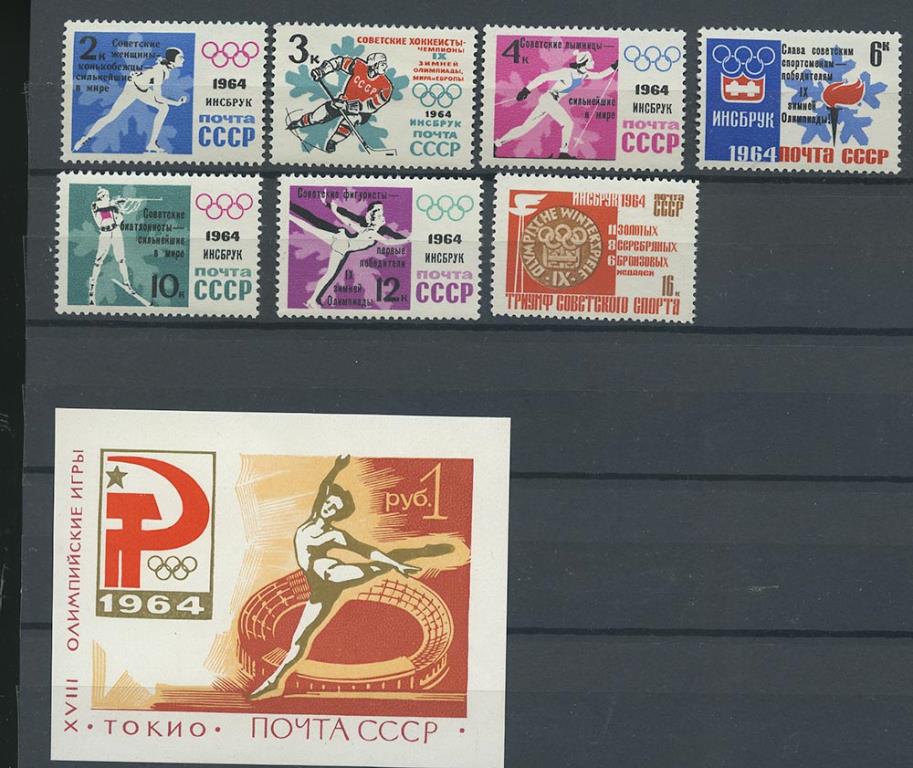 2к
Советские
женщины-
конькобежцы-
сильнейшие
в мире
1964
ИНСБРУК
ПОЧТА
СССР
3к
СОВЕТСКИЕ ХОККЕИСТЫ-
ЧЕМПИОНЫ
IX
ЗИМНЕЙ
ОЛИМПИАДЫ,
МИРА и ЕВРОПЫ
СССР
1964
ИНСБРУК
ПОЧТА
СССР
4к
Советские лыжницы—
сильнейшие
в мире
1964
ИНСБРУК
ПОЧТА
СССР
ИНСБРУК
1964
Слава советским
спортсменам—
победителям
IX
зимней
Олимпиады!
6к
ПОЧТА СССР
Советские
биатлонисты—
сильнейшие
в мире
10к
1964
ИНСБРУК
ПОЧТА
СССР
Советские фигуристы—
первые
победители
IX
зимней
Олимпиады
12к
1964
ИНСБРУК
ПОЧТА
СССР
ИНСБРУК 1964
ПОЧТА
СССР
OLYMPISCHE WINTERSPIELE
IX
11 ЗОЛОТЫХ
8 СЕРЕБРЯНЫХ
6 БРОНЗОВЫХ
МЕДАЛЕЙ
16к
ТРИУМФ СОВЕТСКОГО СПОРТА
XVIII ОЛИМПИЙСКИЕ ИГРЫ
1964
руб. 1
• ТОКИО • ПОЧТА СССР •